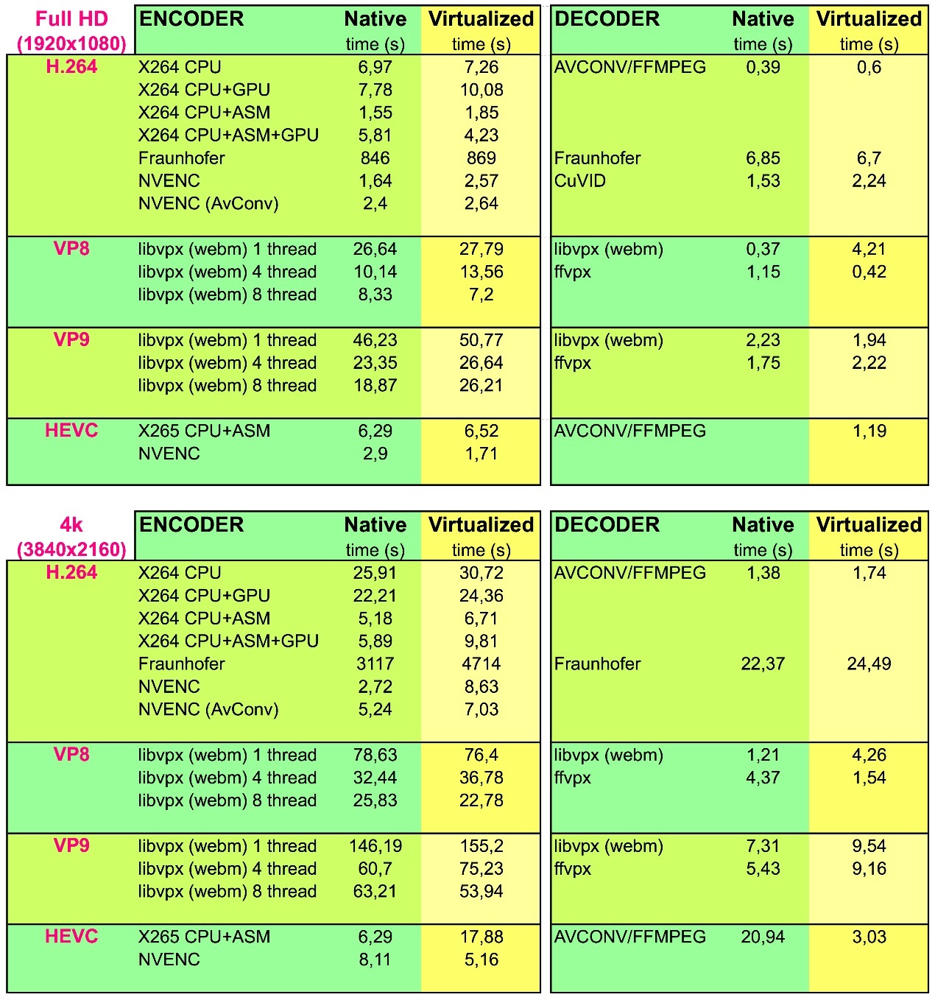 Full HD ENCODER Native Virtualized DECODER Native Virtualized
(1920x1080) time (s) time (s) time (s) time (s)
H.264 X264 CPU 6,97 7,26 AVCONV/FFMPEG 0,39 0,6
X264 CPU+GPU 7,78 10,08
X264 CPU+ASM 1,55 1,85
X264 CPU+ASM+GPU 5,81 4,23
Fraunhofer 846 869 Fraunhofer 6,85 6,7
NVENC 1,64 2,57 CuVID 1,53 2,24
NVENC (AvConv) 2,4 2,64
VP8 libvpx (webm) 1 thread 26,64 27,79 libvpx (webm) 0,37 4,21
libvpx (webm) 4 thread 10,14 13,56 ffvpx 1,15 0,42
libvpx (webm) 8 thread 8,33 7,2
VP9 libvpx (webm) 1 thread 46,23 50,77 libvpx (webm) 2,23 1,94
libvpx (webm) 4 thread 23,35 26,64 ffvpx 1,75 2,22
libvpx (webm) 8 thread 18,87 26,21
HEVC X265 CPU+ASM 6,29 6,52 AVCONV/FFMPEG 1,19
NVENC 2,9 1,71
4k ENCODER Native Virtualized DECODER Native Virtualized
(3840x2160) time (s) time (s) time (s) time (s)
H.264 X264 CPU 25,91 30,72 AVCONV/FFMPEG 1,38 1,74
X264 CPU+GPU 22,21 24,36
X264 CPU+ASM 5,18 6,71
X264 CPU+ASM+GPU 5,89 9,81
Fraunhofer 3117 4714 Fraunhofer 22,37 24,49
NVENC 2,72 8,63
NVENC (AvConv) 5,24 7,03
VP8 libvpx (webm) 1 thread 78,63 76,4 libvpx (webm) 1,21 4,26
libvpx (webm) 4 thread 32,44 36,78 ffvpx 4,37 1,54
libvpx (webm) 8 thread 25,83 22,78
VP9 libvpx (webm) 1 thread 146,19 155,2 libvpx (webm) 7,31 9,54
libvpx (webm) 4 thread 60,7 75,23 ffvpx 5,43 9,16
libvpx (webm) 8 thread 63,21 53,94
HEVC X265 CPU+ASM 6,29 17,88 AVCONV/FFMPEG 20,94 3,03
NVENC 8,11 5,16